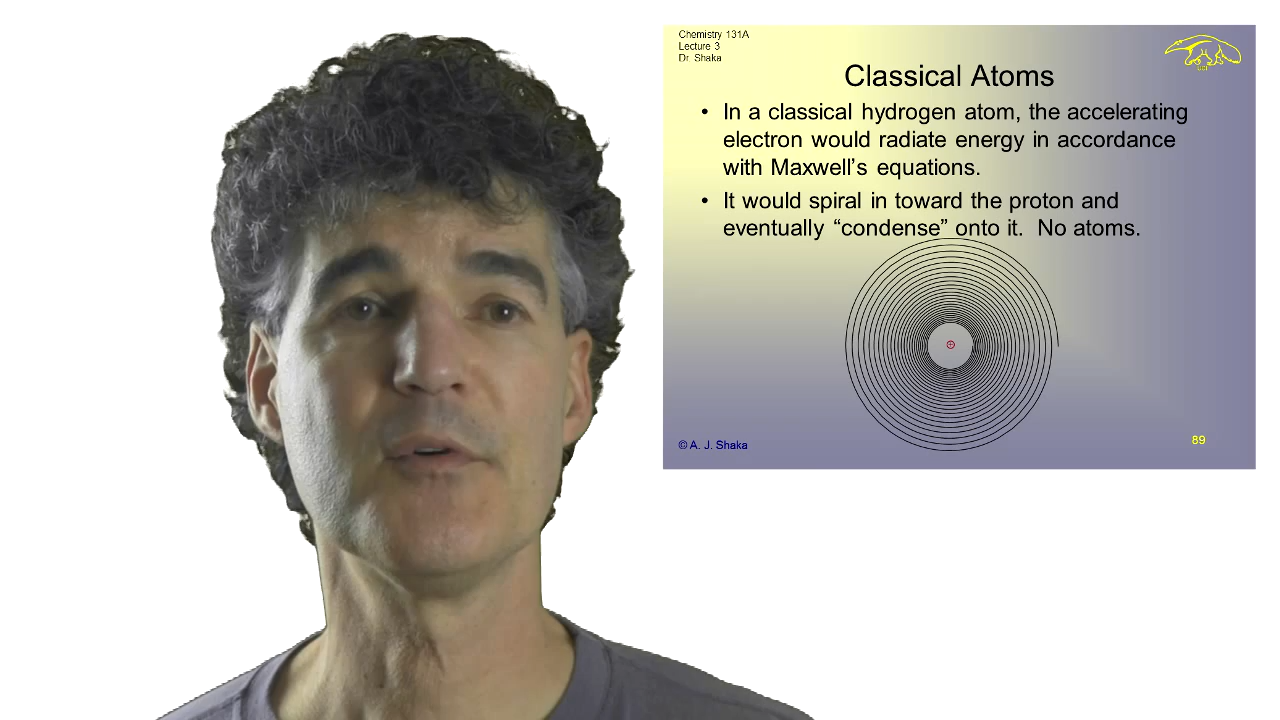 Chemistry 131A
Lecture 3
Dr. Shaka
UCI
Classical Atoms
• In a classical hydrogen atom, the accelerating
electron would radiate energy in accordance
with Maxwell’s equations.
• It would spiral in toward the proton and
eventually “condense” onto it.  No atoms.
+
© A. J. Shaka
89